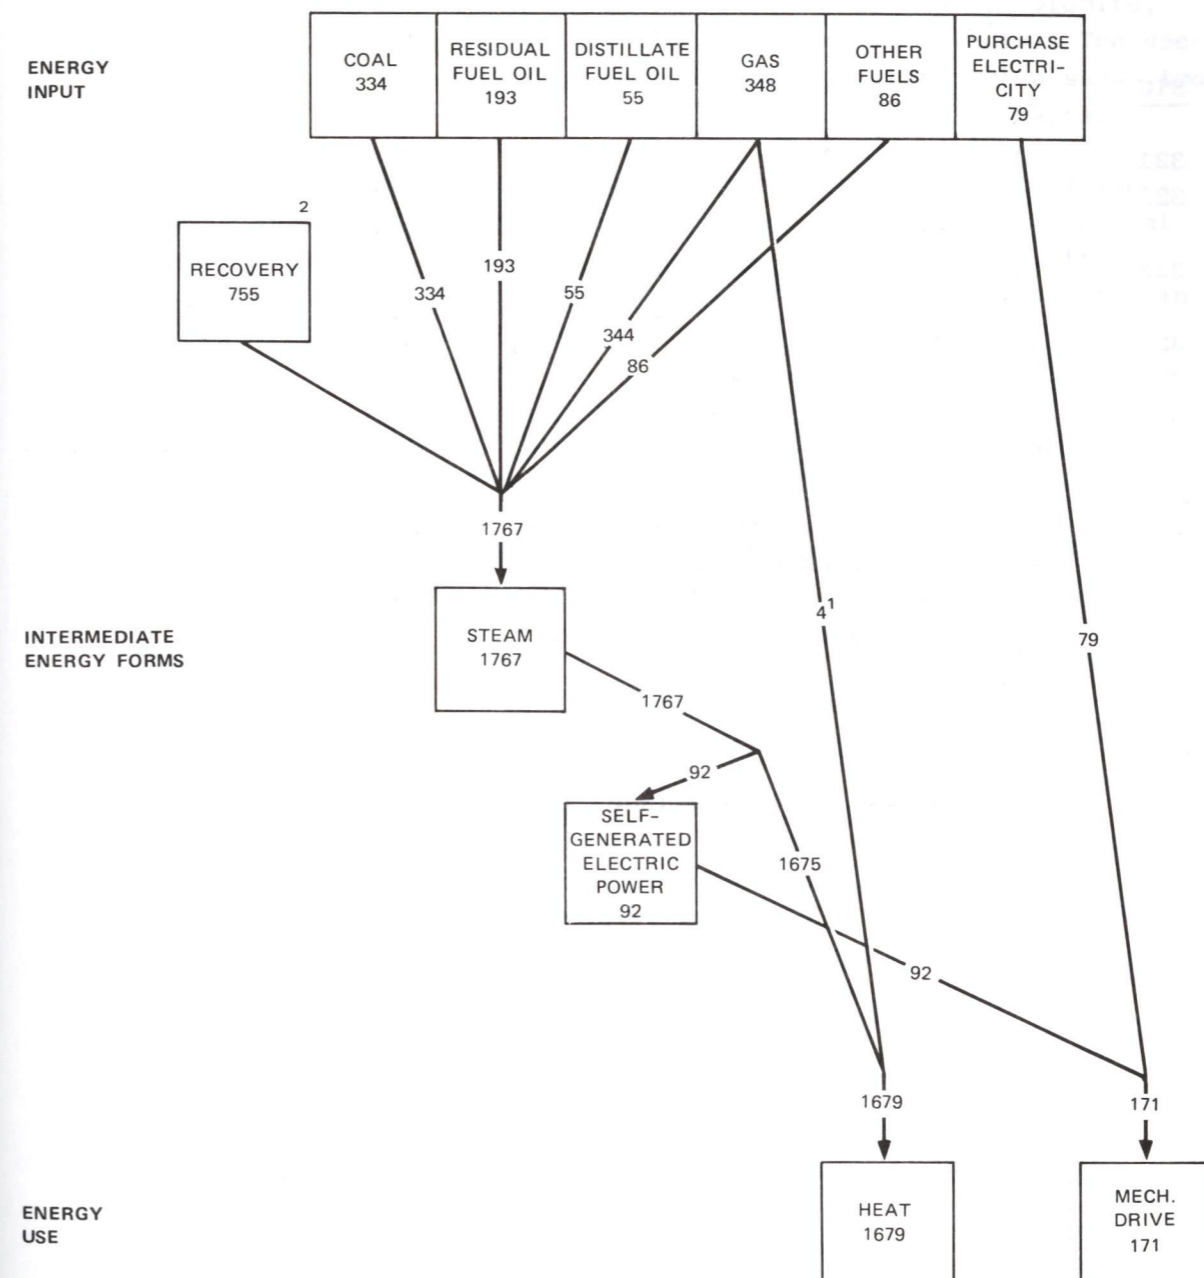 ENERGY
INPUT
COAL
334
RESIDUAL
FUEL OIL
193
DISTILLATE
FUEL OIL
55
GAS
348
OTHER
FUELS
86
PURCHASE
ELECTRI-
CITY
79
2
RECOVERY
755
334
193
55
344
86
1767
4¹
79
INTERMEDIATE
ENERGY FORMS
STEAM
1767
1767
92
SELF-
GENERATED
ELECTRIC
POWER
92
1675
92
1679
171
ENERGY
USE
HEAT
1679
MECH.
DRIVE
171